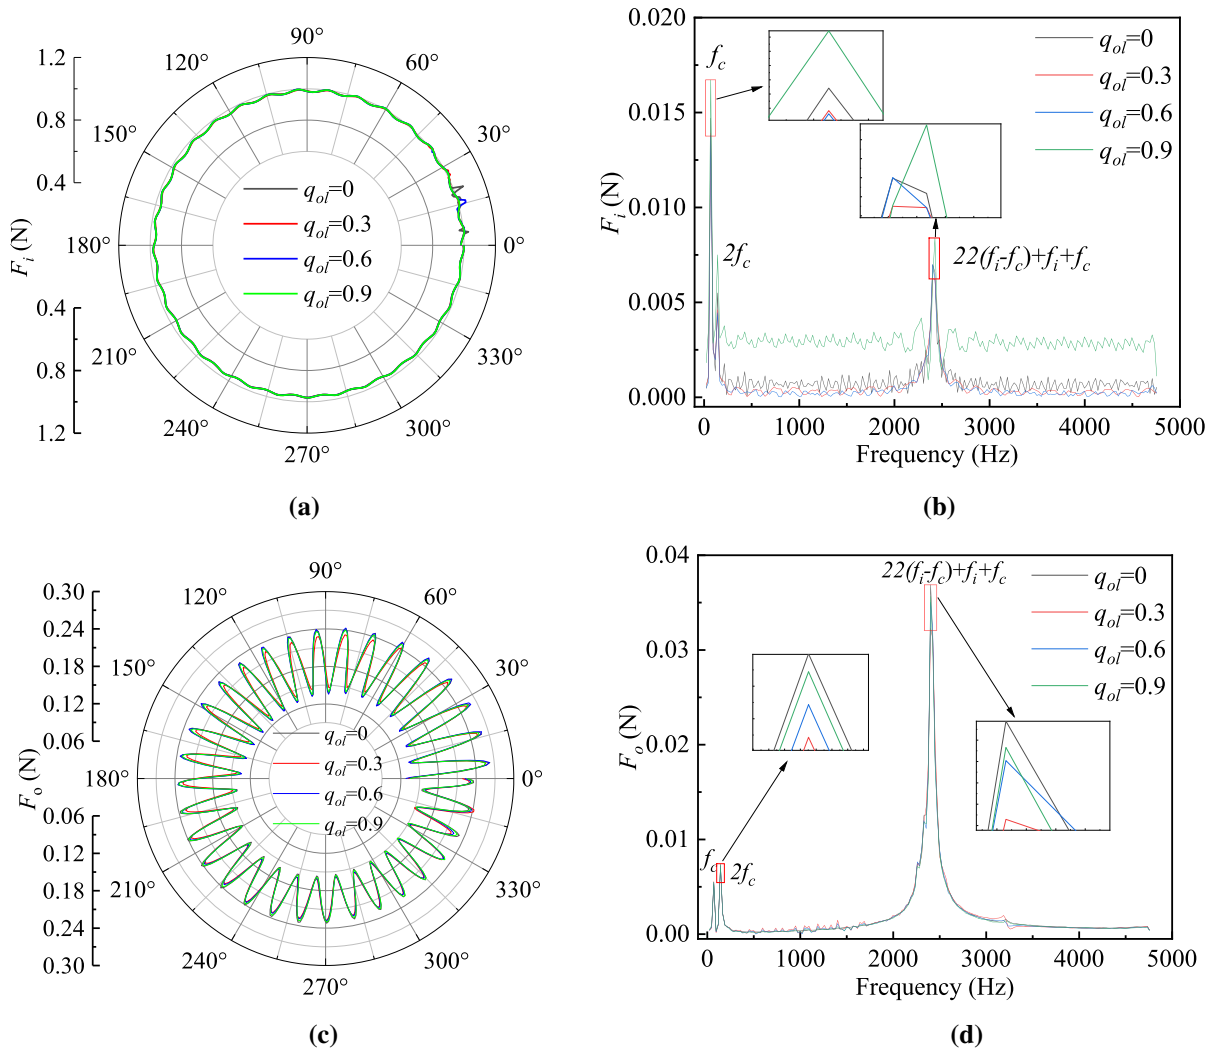 90°
120°
60°
150°
30°
180°
0°
210°
330°
240°
300°
270°
1.2
0.8
0.4
0.4
0.8
1.2
F_i (N)
q_ol=0
q_ol=0.3
q_ol=0.6
q_ol=0.9
(a)
0.020
0.015
0.010
0.005
0.000
F_i (N)
f_c
2f_c
22(f_i-f_c)+f_i+f_c
q_ol=0
q_ol=0.3
q_ol=0.6
q_ol=0.9
0
1000
2000
3000
4000
5000
Frequency (Hz)
(b)
90°
120°
60°
150°
30°
180°
0°
210°
330°
240°
300°
270°
0.30
0.24
0.18
0.12
0.06
0.06
0.12
0.18
0.24
0.30
F_o (N)
q_ol=0
q_ol=0.3
q_ol=0.6
q_ol=0.9
(c)
0.04
0.03
0.02
0.01
0.00
F_o (N)
22(f_i-f_c)+f_i+f_c
f_c
2f_c
q_ol=0
q_ol=0.3
q_ol=0.6
q_ol=0.9
0
1000
2000
3000
4000
5000
Frequency (Hz)
(d)